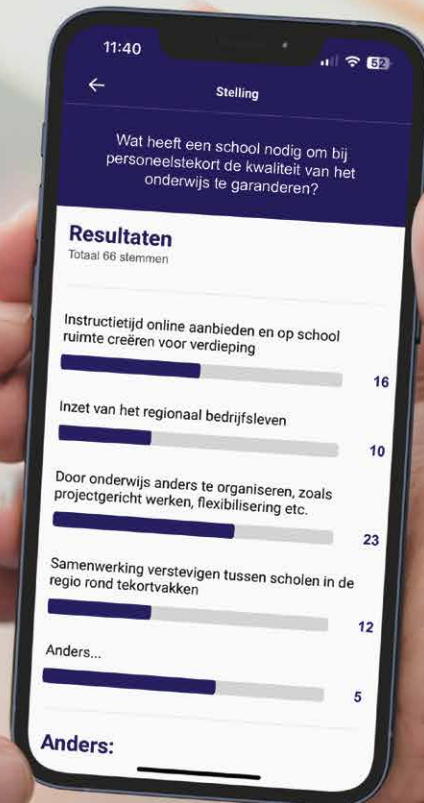 11:40
52
Stelling
Wat heeft een school nodig om bij
personeelstekort de kwaliteit van het
onderwijs te garanderen?
Resultaten
Totaal 66 stemmen
Instructietijd online aanbieden en op school
ruimte creëren voor verdieping
16
Inzet van het regionaal bedrijfsleven
10
Door onderwijs anders te organiseren, zoals
projectgericht werken, flexibilisering etc.
23
Samenwerking verstevigen tussen scholen in de
regio rond tekortvakken
12
Anders...
5
Anders: